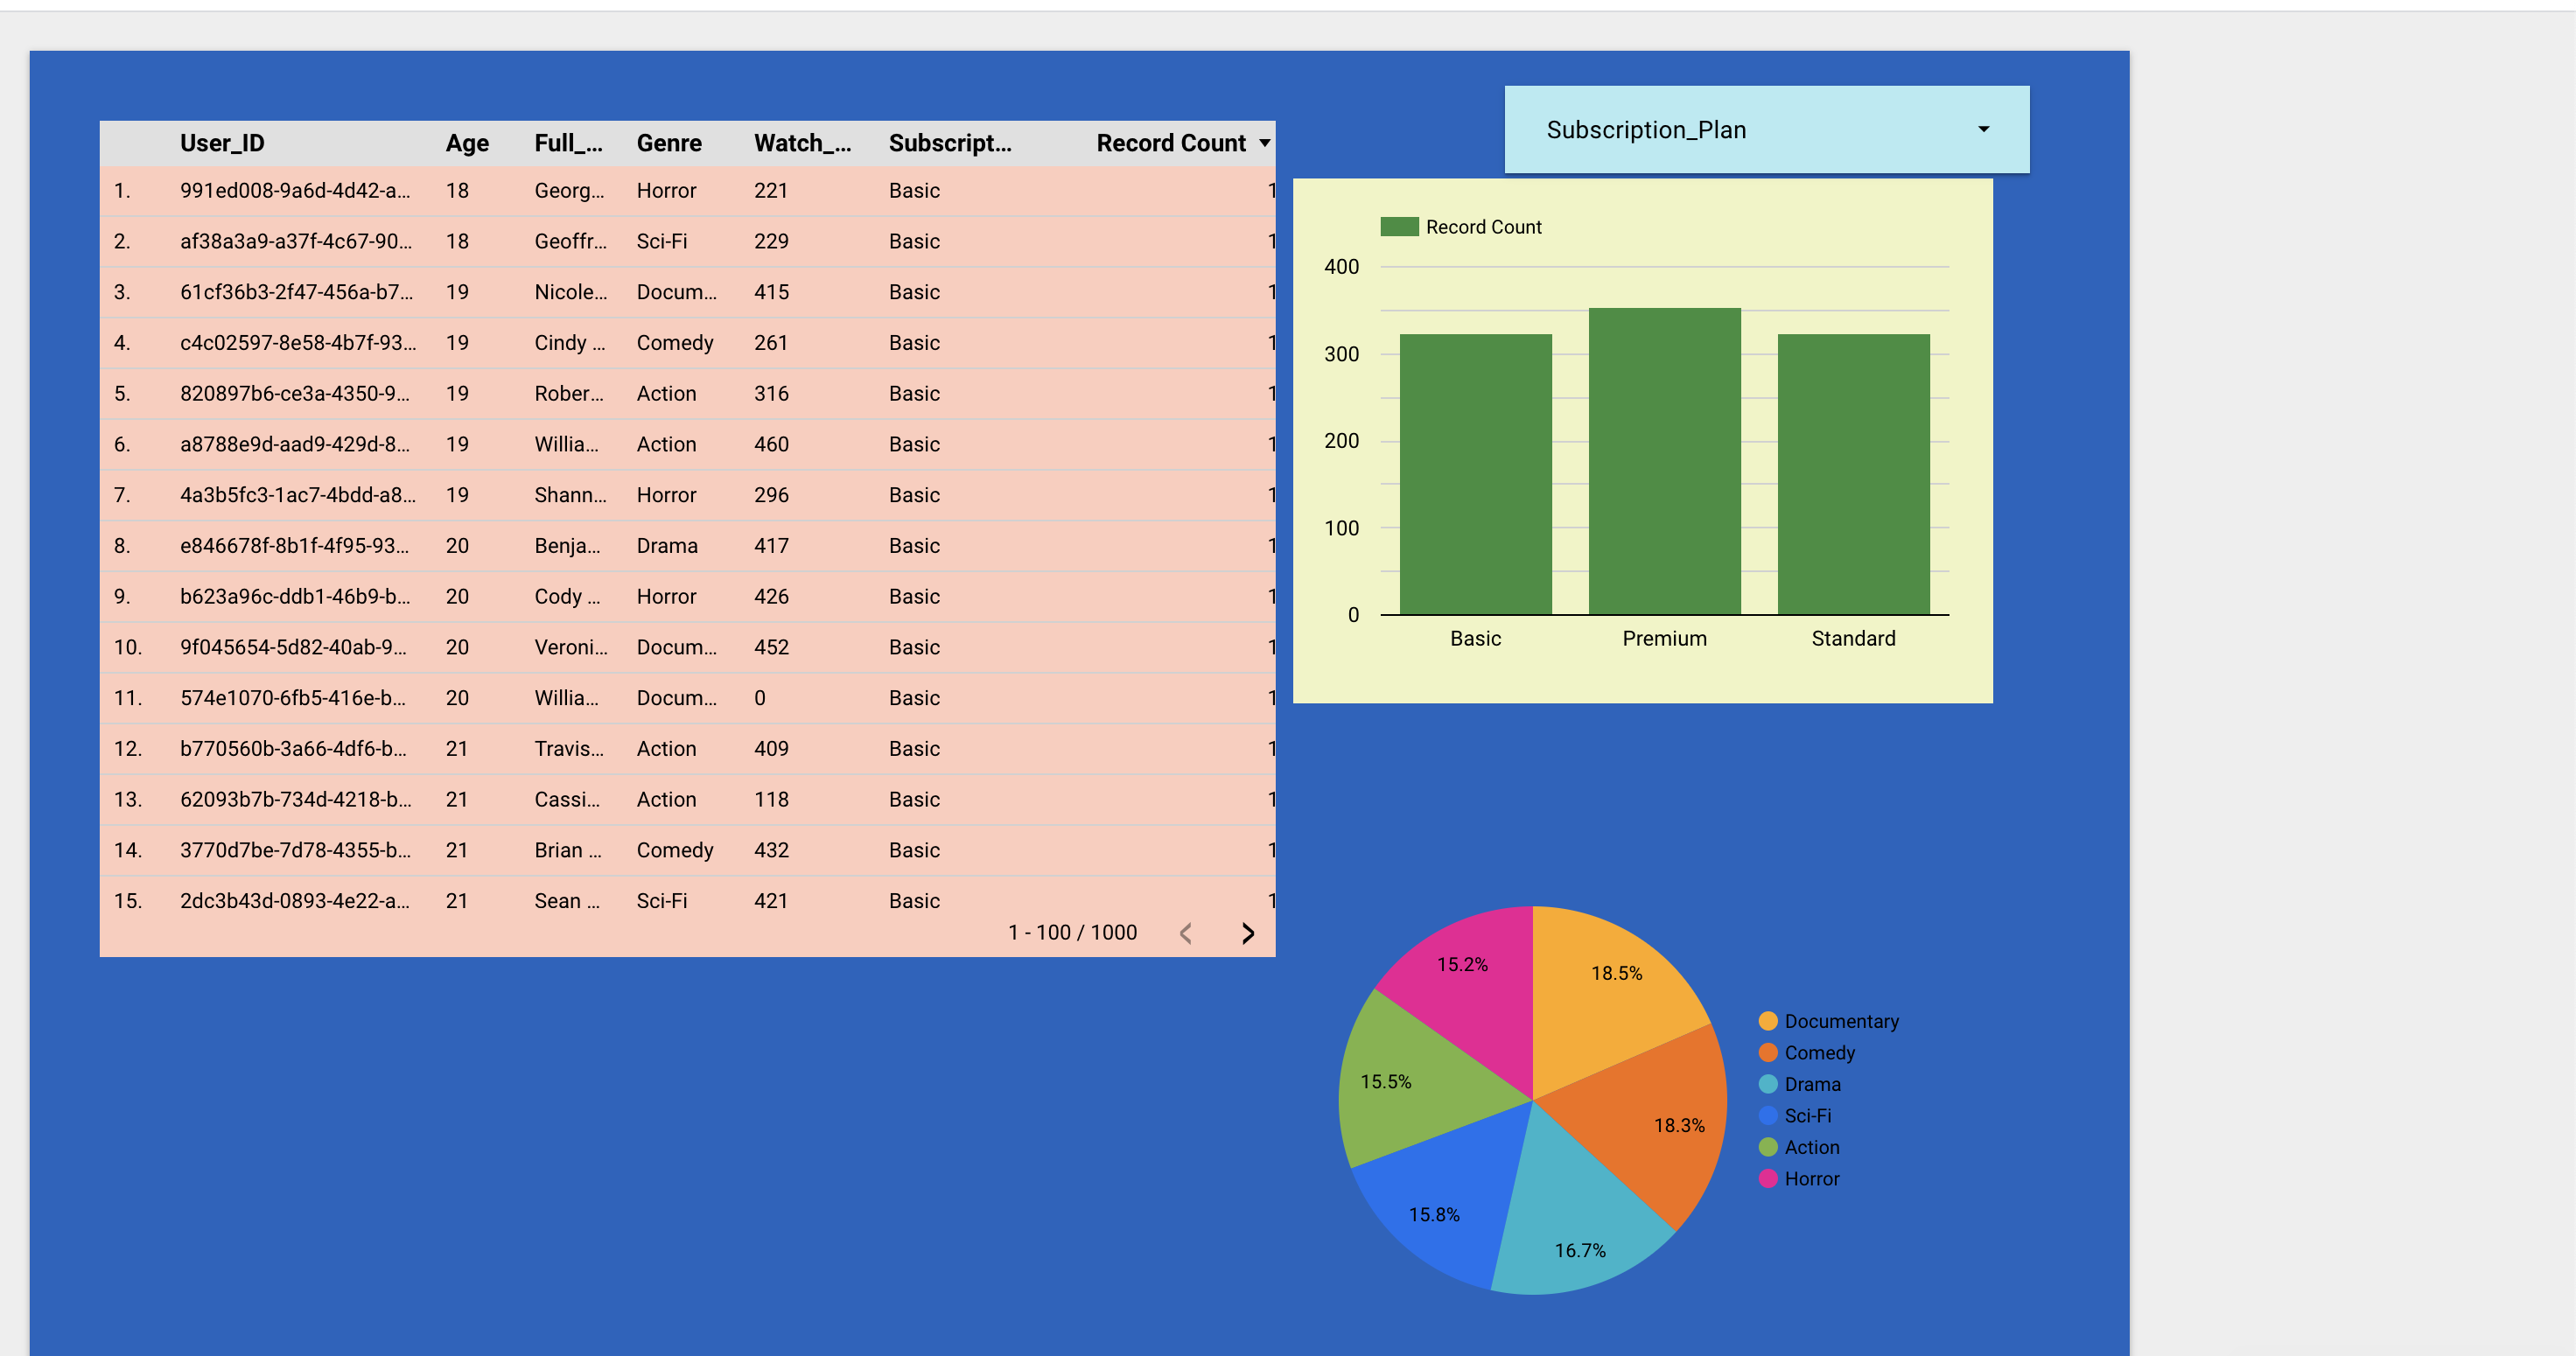 User_ID Age Full_... Genre Watch_... Subscript... Record Count
1. 991ed008-9a6d-4d42-a... 18 Georg... Horror 221 Basic 1
2. af38a3a9-a37f-4c67-90... 18 Geoffr... Sci-Fi 229 Basic 1
3. 61cf36b3-2f47-456a-b7... 19 Nicole... Docum... 415 Basic 1
4. c4c02597-8e58-4b7f-93... 19 Cindy ... Comedy 261 Basic 1
5. 820897b6-ce3a-4350-9... 19 Rober... Action 316 Basic 1
6. a8788e9d-aad9-429d-8... 19 Willia... Action 460 Basic 1
7. 4a3b5fc3-1ac7-4bdd-a8... 19 Shann... Horror 296 Basic 1
8. e846678f-8b1f-4f95-93... 20 Benja... Drama 417 Basic 1
9. b623a96c-ddb1-46b9-b... 20 Cody ... Horror 426 Basic 1
10. 9f045654-5d82-40ab-9... 20 Veroni... Docum... 452 Basic 1
11. 574e1070-6fb5-416e-b... 20 Willia... Docum... 0 Basic 1
12. b770560b-3a66-4df6-b... 21 Travis... Action 409 Basic 1
13. 62093b7b-734d-4218-b... 21 Cassi... Action 118 Basic 1
14. 3770d7be-7d78-4355-b... 21 Brian ... Comedy 432 Basic 1
15. 2dc3b43d-0893-4e22-a... 21 Sean ... Sci-Fi 421 Basic 1
1 - 100 / 1000
Subscription_Plan
Record Count
400
300
200
100
0
Basic Premium Standard
15.2%
18.5%
15.5%
18.3%
15.8%
16.7%
Documentary
Comedy
Drama
Sci-Fi
Action
Horror